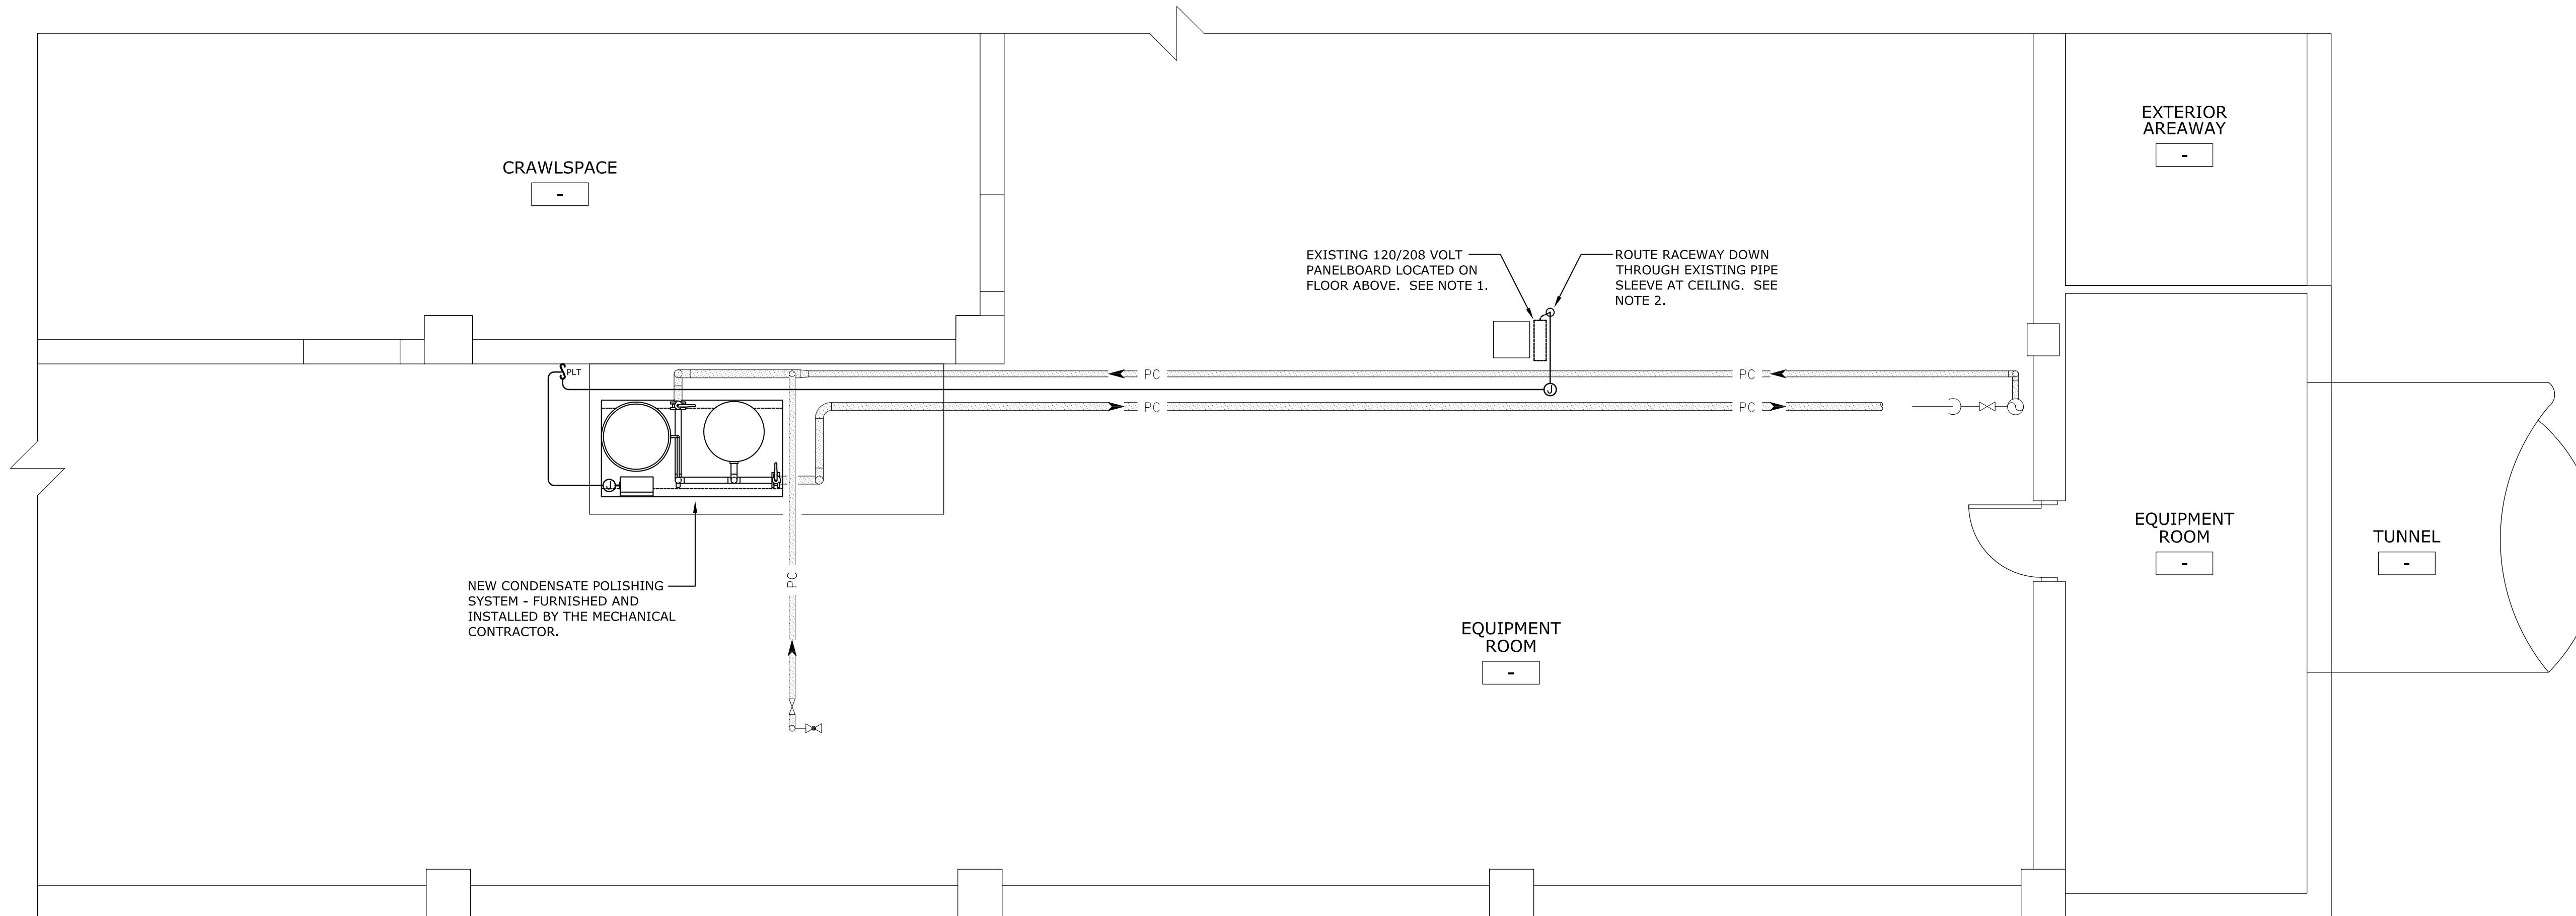 EXTERIOR
AREAWAY
-
CRAWLSPACE
-
EXISTING 120/208 VOLT
PANELBOARD LOCATED ON
FLOOR ABOVE.  SEE NOTE 1.
ROUTE RACEWAY DOWN
THROUGH EXISTING PIPE
SLEEVE AT CEILING.  SEE
NOTE 2.
PLT
PC
PC
J
PC
PC
J
EQUIPMENT
ROOM
-
TUNNEL
-
PC
NEW CONDENSATE POLISHING
SYSTEM - FURNISHED AND
INSTALLED BY THE MECHANICAL
CONTRACTOR.
EQUIPMENT
ROOM
-